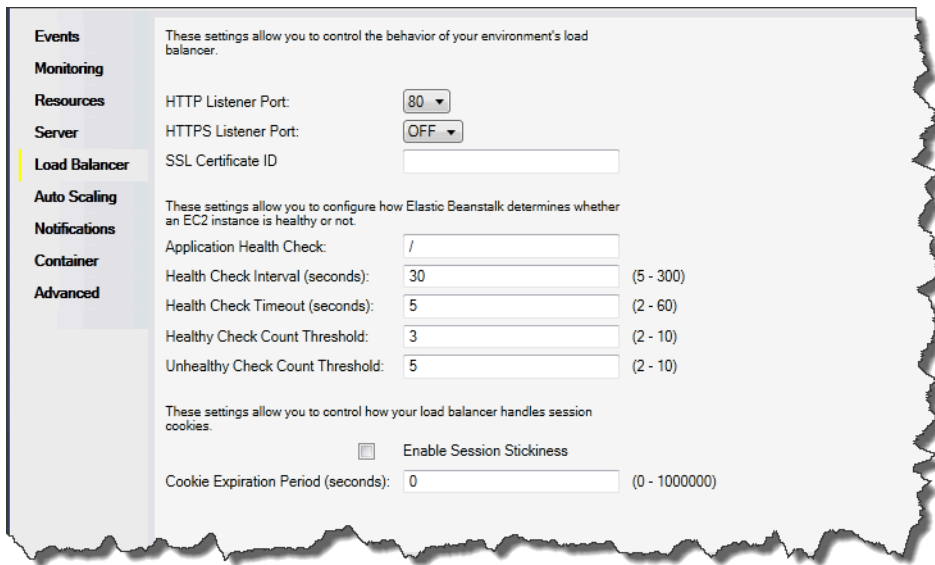 Events
Monitoring
Resources
Server
Load Balancer
Auto Scaling
Notifications
Container
Advanced
These settings allow you to control the behavior of your environment's load
balancer.
HTTP Listener Port: 80
HTTPS Listener Port: OFF
SSL Certificate ID
These settings allow you to configure how Elastic Beanstalk determines whether
an EC2 instance is healthy or not.
Application Health Check: /
Health Check Interval (seconds): 30 (5 - 300)
Health Check Timeout (seconds): 5 (2 - 60)
Healthy Check Count Threshold: 3 (2 - 10)
Unhealthy Check Count Threshold: 5 (2 - 10)
These settings allow you to control how your load balancer handles session
cookies.
Enable Session Stickiness
Cookie Expiration Period (seconds): 0 (0 - 1000000)